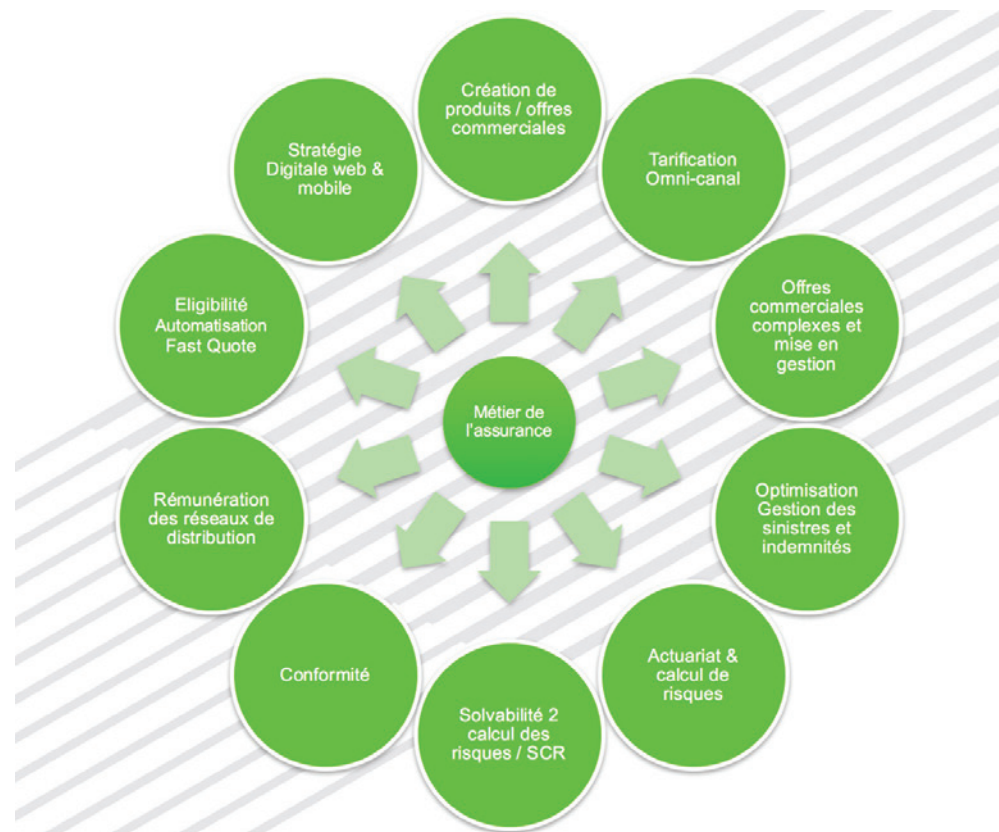 Création de
produits / offres
commerciales
Tarification
Omni-canal
Offres
commerciales
complexes et
mise en
gestion
Optimisation
Gestion des
sinistres et
indemnités
Actuariat &
calcul de
risques
Solvabilité 2
calcul des
risques / SCR
Conformité
Rémunération
des réseaux de
distribution
Eligibilité
Automatisation
Fast Quote
Stratégie
Digitale web &
mobile
Métier de
l'assurance